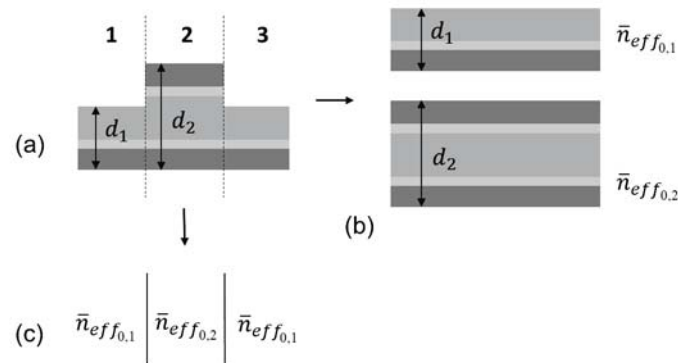 1 2 3
d₁
d₂
(a)
d₁
n̄ₑff₀,₁
d₂
n̄ₑff₀,₂
(b)
(c)
n̄ₑff₀,₁ n̄ₑff₀,₂ n̄ₑff₀,₁